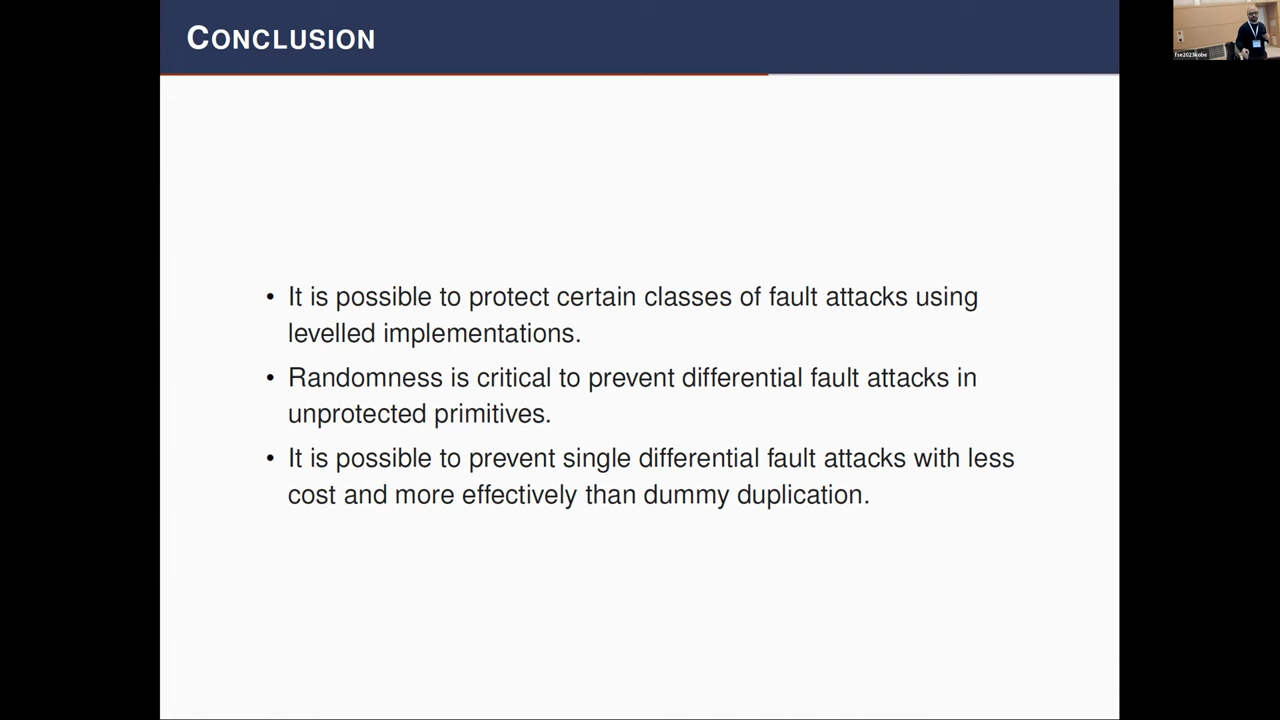 CONCLUSION
• It is possible to protect certain classes of fault attacks using
levelled implementations.
• Randomness is critical to prevent differential fault attacks in
unprotected primitives.
• It is possible to prevent single differential fault attacks with less
cost and more effectively than dummy duplication.
fse2023kobe